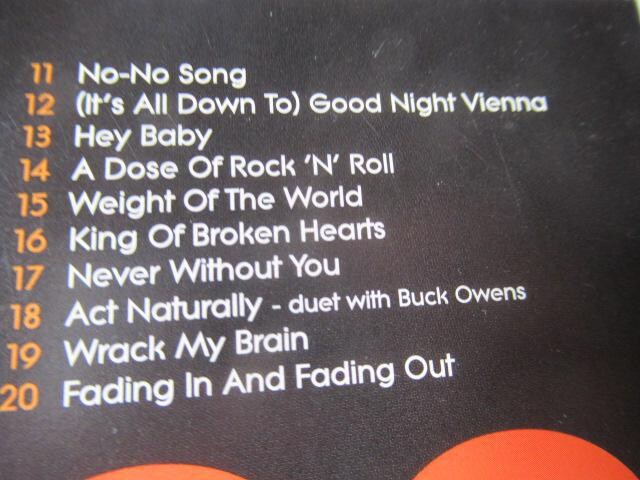 11 No-No Song
12 (It's All Down To) Good Night Vienna
13 Hey Baby
14 A Dose Of Rock 'N' Roll
15 Weight Of The World
16 King Of Broken Hearts
17 Never Without You
18 Act Naturally - duet with Buck Owens
19 Wrack My Brain
20 Fading In And Fading Out